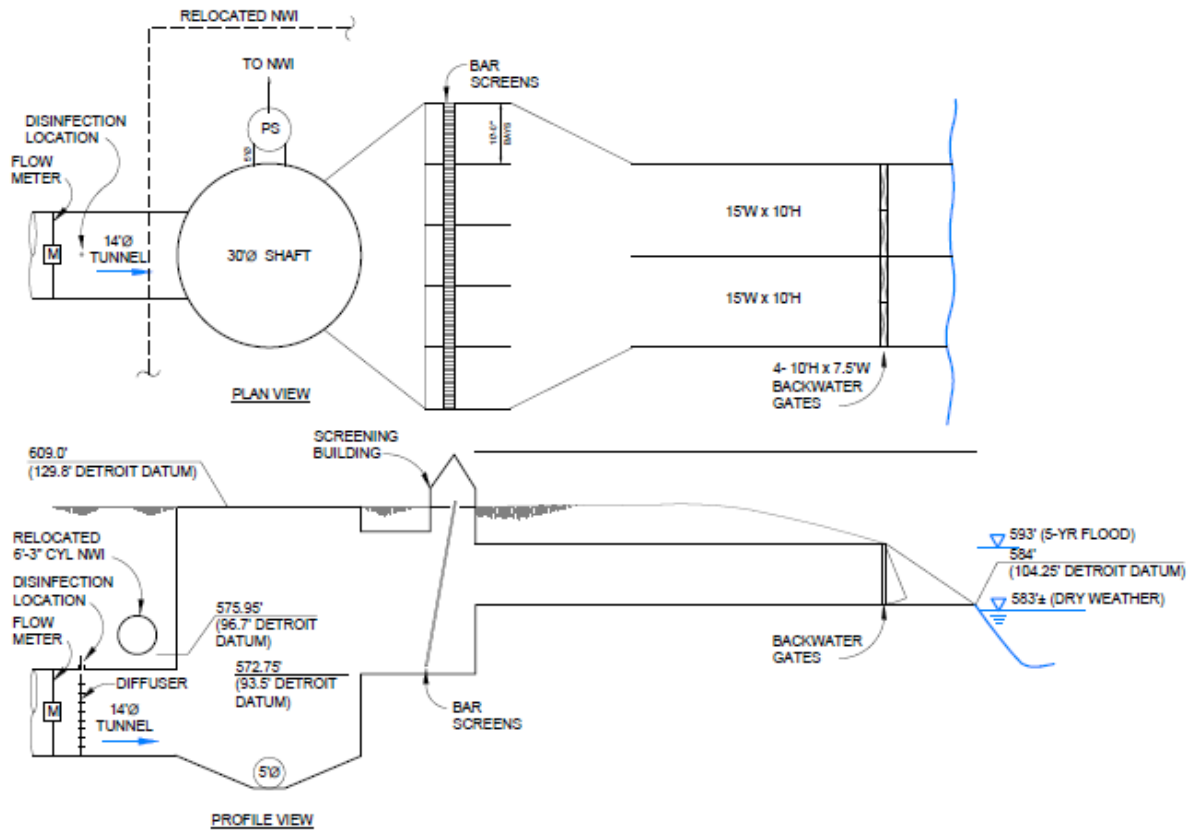 RELOCATED NWI
TO NWI
BAR
SCREENS
DISINFECTION
LOCATION
PS
FLOW
METER
5'Ø
10'-0"
BAYS
M
14'Ø
TUNNEL
30'Ø SHAFT
15'W x 10'H
15'W x 10'H
4- 10'H x 7.5'W
BACKWATER
GATES
PLAN VIEW
SCREENING
BUILDING
609.0'
(129.8' DETROIT DATUM)
RELOCATED
6'-3" CYL NWI
593' (5-YR FLOOD)
584'
(104.25' DETROIT DATUM)
583'± (DRY WEATHER)
DISINFECTION
LOCATION
FLOW
METER
575.95'
(96.7' DETROIT
DATUM)
BACKWATER
GATES
572.75'
(93.5' DETROIT
DATUM)
DIFFUSER
M
14'Ø
TUNNEL
BAR
SCREENS
5'Ø
PROFILE VIEW